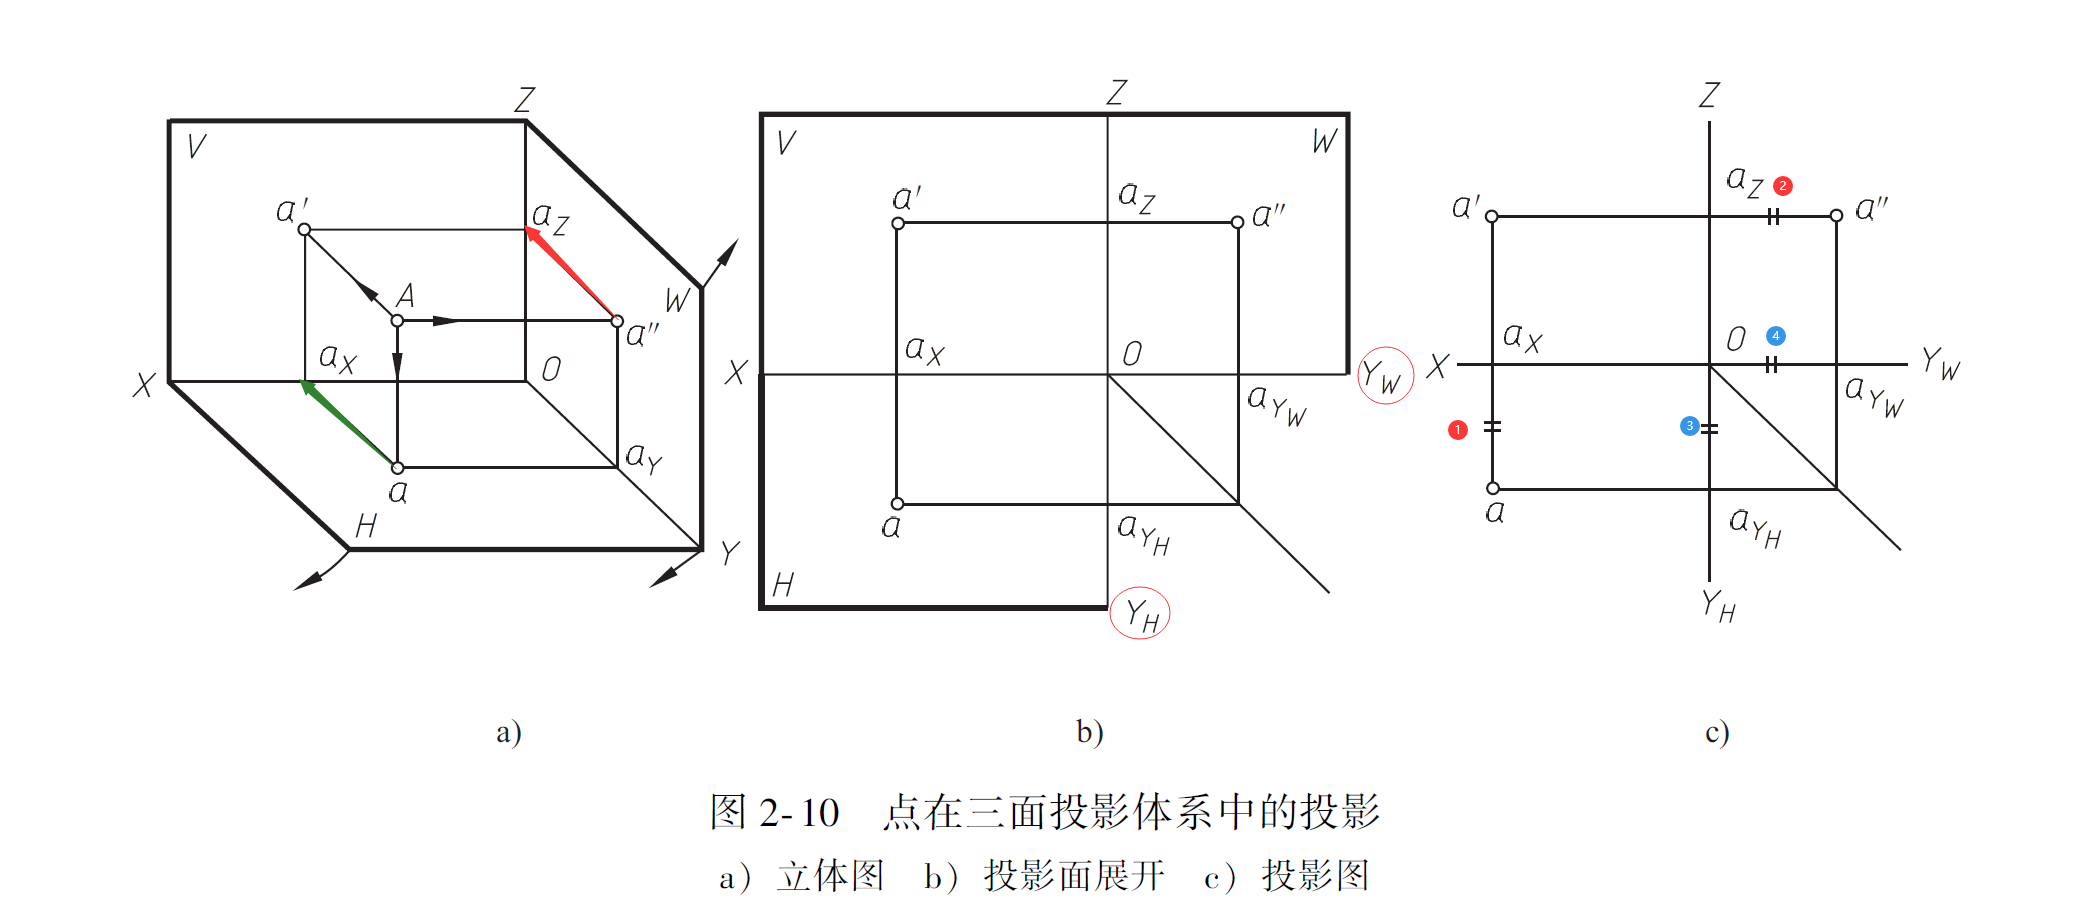 Z
V
a'
a_Z
A
W
a''
a_X
O
X
a_Y
a
H
Y
Z
V
W
a'
a_Z
a''
a_X
O
X
Y_W
a_{Y_W}
a
a_{Y_H}
H
Y_H
Z
a_Z 2
a'
a''
a_X
O 4
X
Y_W
a_{Y_W}
1
3
a
a_{Y_H}
Y_H
a) b) c)
图 2-10 点在三面投影体系中的投影
a) 立体图 b) 投影面展开 c) 投影图